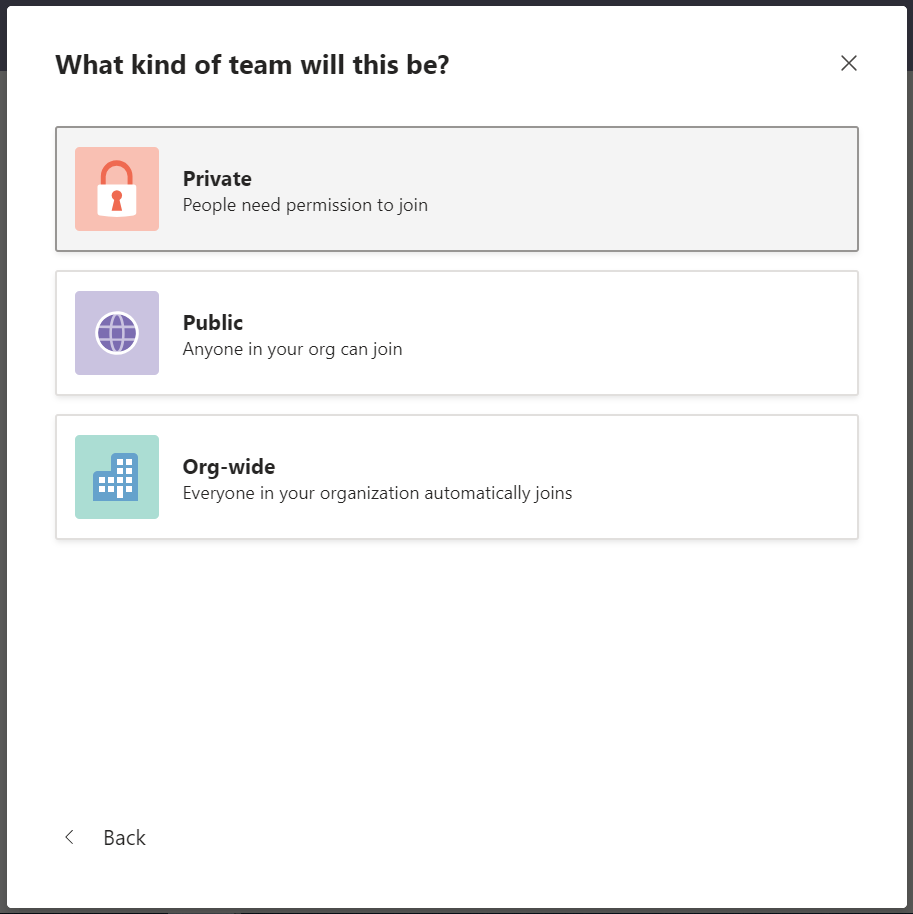 What kind of team will this be?
Private
People need permission to join
Public
Anyone in your org can join
Org-wide
Everyone in your organization automatically joins
Back